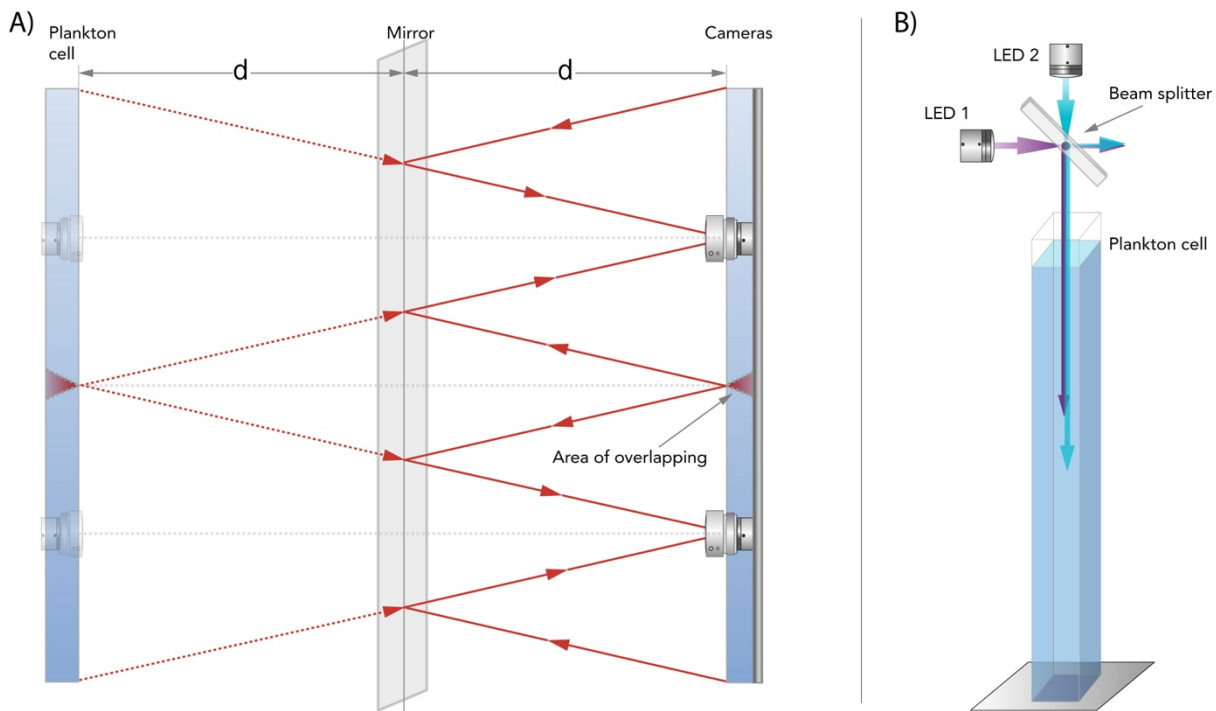 A)
Plankton
cell
Mirror
Cameras
d
d
Area of overlapping
B)
LED 2
Beam splitter
LED 1
Plankton cell